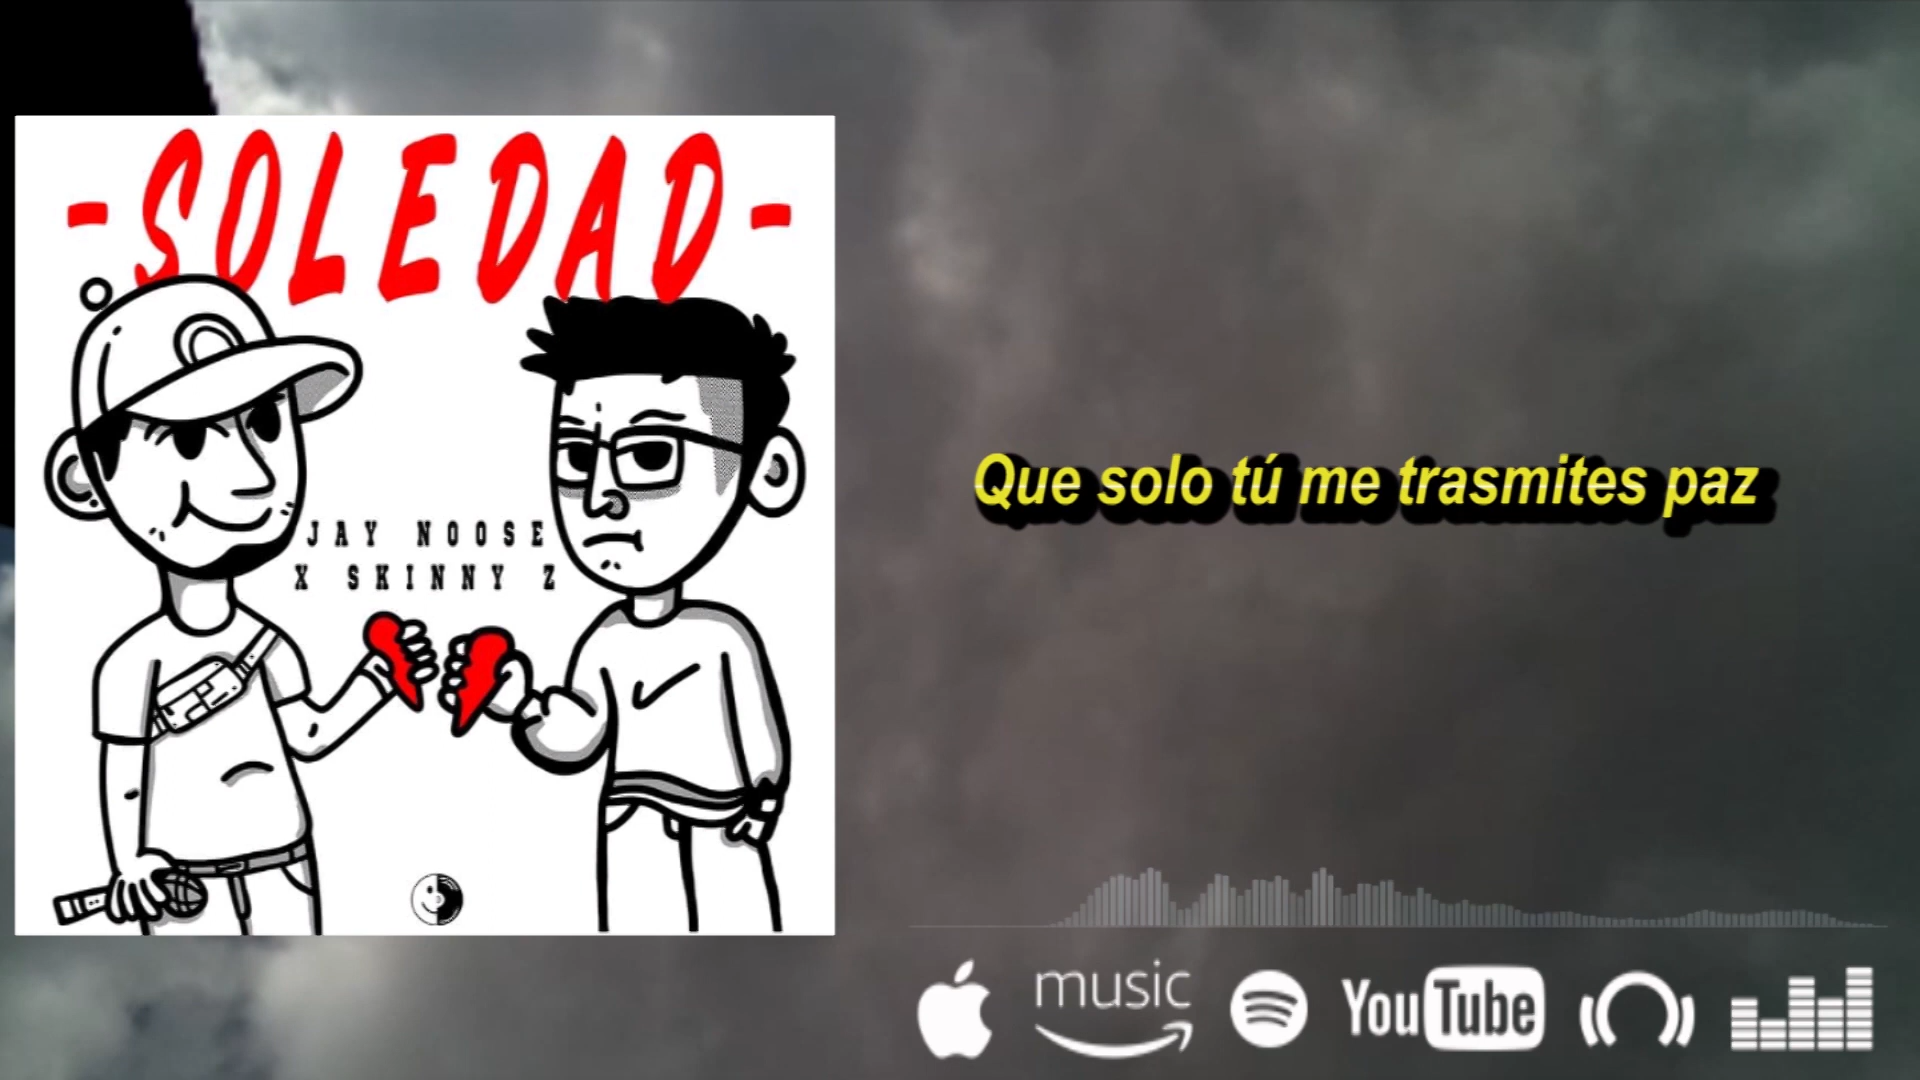 -SOLEDAD-
JAY NOOSE
X SKINNY Z
Que solo tú me trasmites paz
music
YouTube